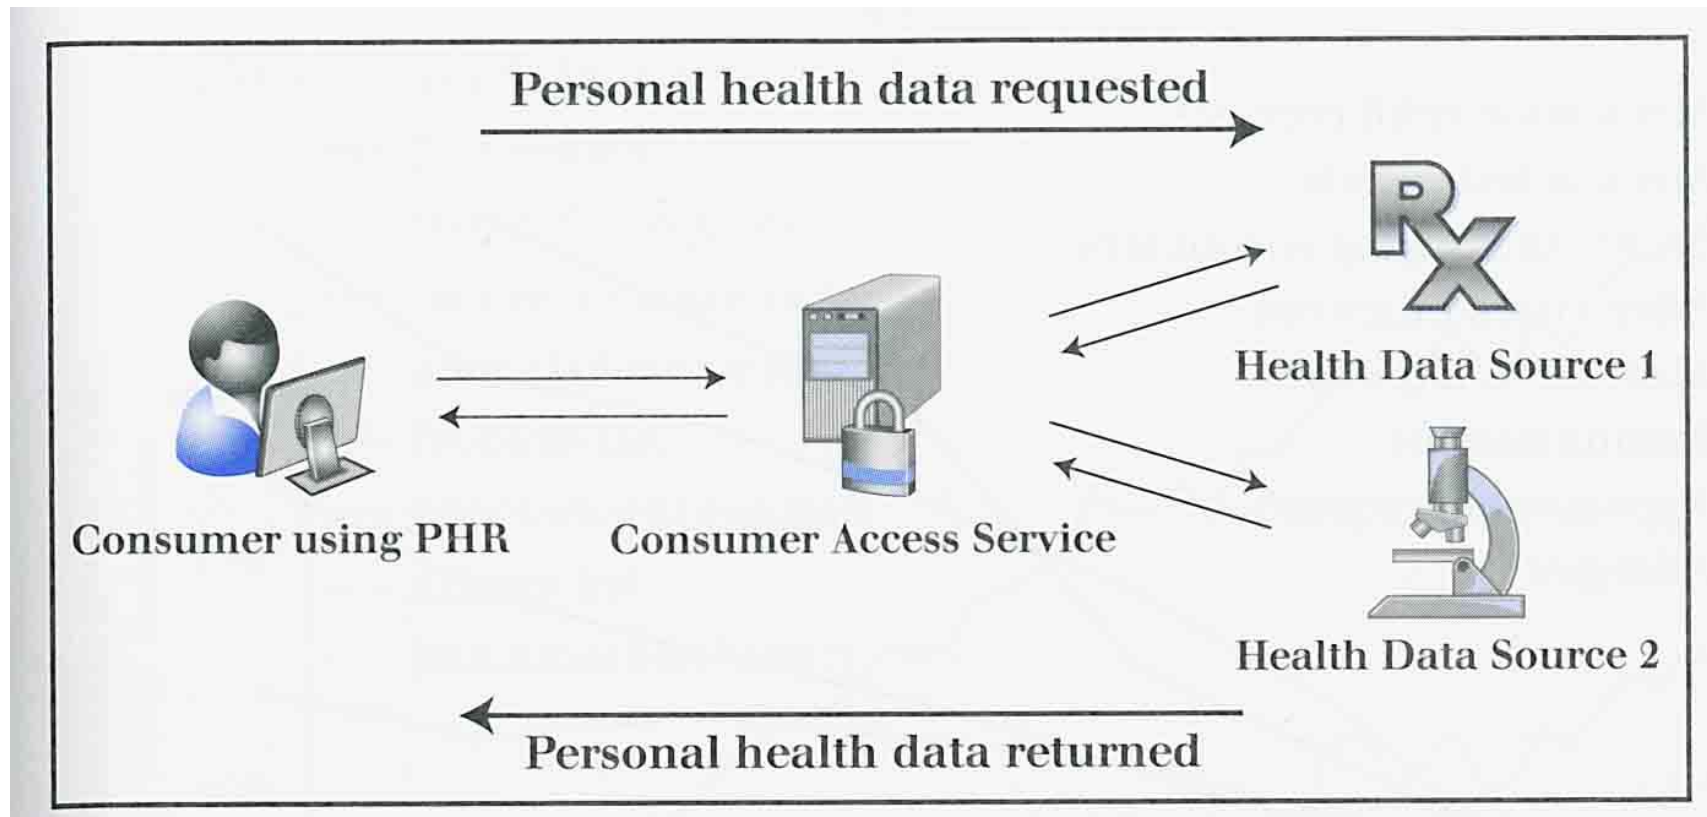 Personal health data requested
RX
Health Data Source 1
Consumer using PHR
Consumer Access Service
Health Data Source 2
Personal health data returned